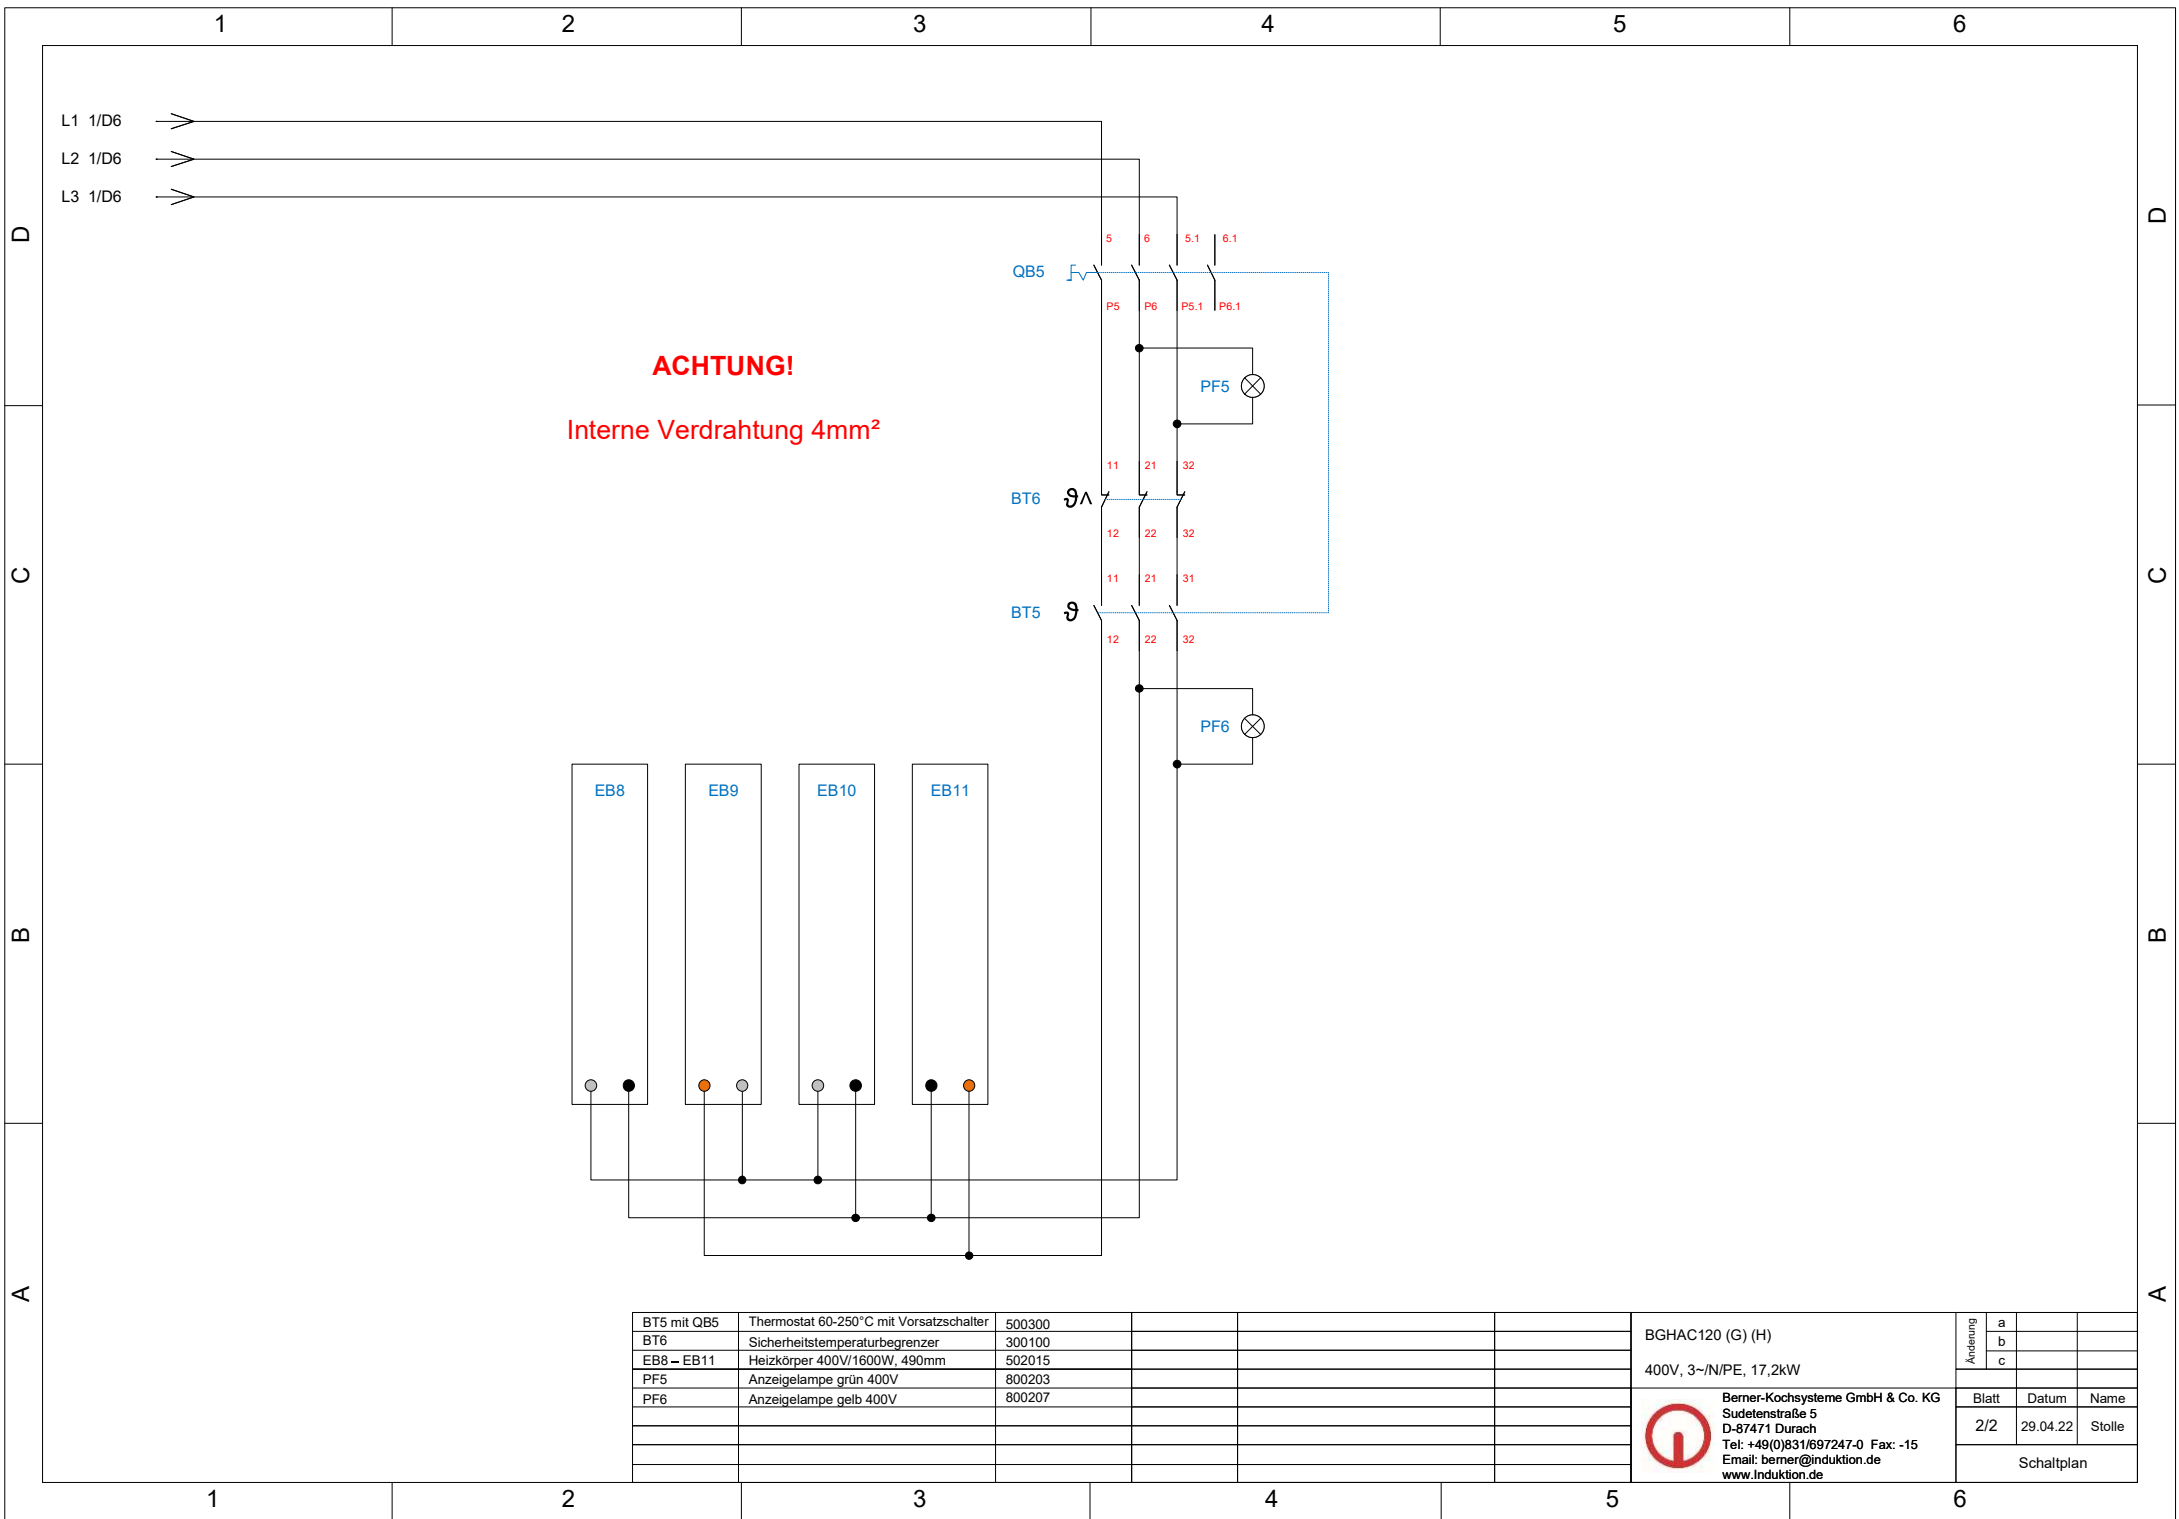 1 2 3 4 5 6
L1 1/D6
L2 1/D6
L3 1/D6
D D
5 6 5.1 6.1
QB5
P5 P6 P5.1 P6.1
ACHTUNG!
PF5
Interne Verdrahtung 4mm²
11 21 32
BT6 ϑ˄
12 22 32
C C
11 21 31
BT5 ϑ
12 22 32
PF6
EB8 EB9 EB10 EB11
B B
A A
BT5 mit QB5 Thermostat 60-250°C mit Vorsatzschalter 500300
BT6 Sicherheitstemperaturbegrenzer 300100
EB8 – EB11 Heizkörper 400V/1600W, 490mm 502015
PF5 Anzeigelampe grün 400V 800203
PF6 Anzeigelampe gelb 400V 800207
BGHAC120 (G) (H)
400V, 3~/N/PE, 17,2kW
Änderung
a
b
c
Berner-Kochsysteme GmbH & Co. KG
Sudetenstraße 5
D-87471 Durach
Tel: +49(0)831/697247-0 Fax: -15
Email: berner@induktion.de
www.Induktion.de
Blatt Datum Name
2/2 29.04.22 Stolle
Schaltplan
1 2 3 4 5 6